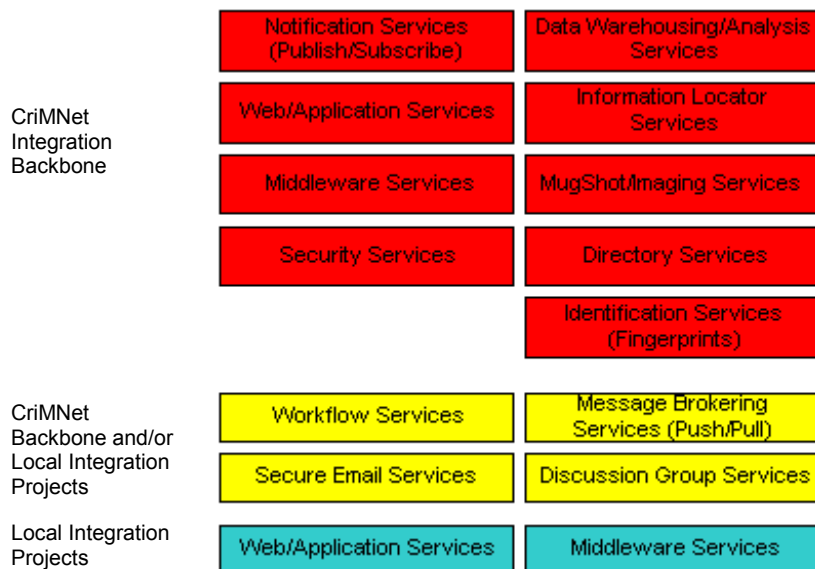 CriMNet
Integration
Backbone
Notification Services
(Publish/Subscribe)
Data Warehousing/Analysis
Services
Web/Application Services
Information Locator
Services
Middleware Services
MugShot/Imaging Services
Security Services
Directory Services
Identification Services
(Fingerprints)
CriMNet
Backbone and/or
Local Integration
Projects
Workflow Services
Message Brokering
Services (Push/Pull)
Secure Email Services
Discussion Group Services
Local Integration
Projects
Web/Application Services
Middleware Services